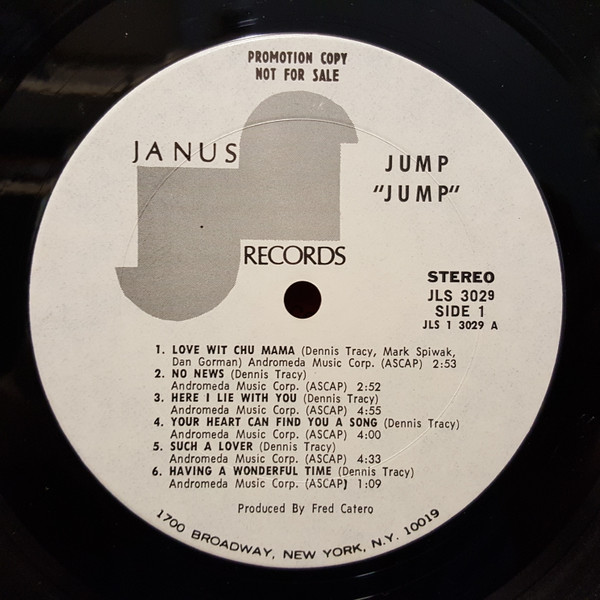 PROMOTION COPY
NOT FOR SALE
JANUS
RECORDS
JUMP
"JUMP"
STEREO
JLS 3029
SIDE 1
JLS 1 3029 A
1. LOVE WIT CHU MAMA (Dennis Tracy, Mark Spiwak,
Dan Gorman) Andromeda Music Corp. (ASCAP) 2:53
2. NO NEWS (Dennis Tracy)
Andromeda Music Corp. (ASCAP) 2:52
3. HERE I LIE WITH YOU (Dennis Tracy)
Andromeda Music Corp. (ASCAP) 4:55
4. YOUR HEART CAN FIND YOU A SONG (Dennis Tracy)
Andromeda Music Corp. (ASCAP) 4:00
5. SUCH A LOVER (Dennis Tracy)
Andromeda Music Corp. (ASCAP) 4:33
6. HAVING A WONDERFUL TIME (Dennis Tracy)
Andromeda Music Corp. (ASCAP) 1:09
Produced By Fred Catero
1700 BROADWAY, NEW YORK, N.Y. 10019